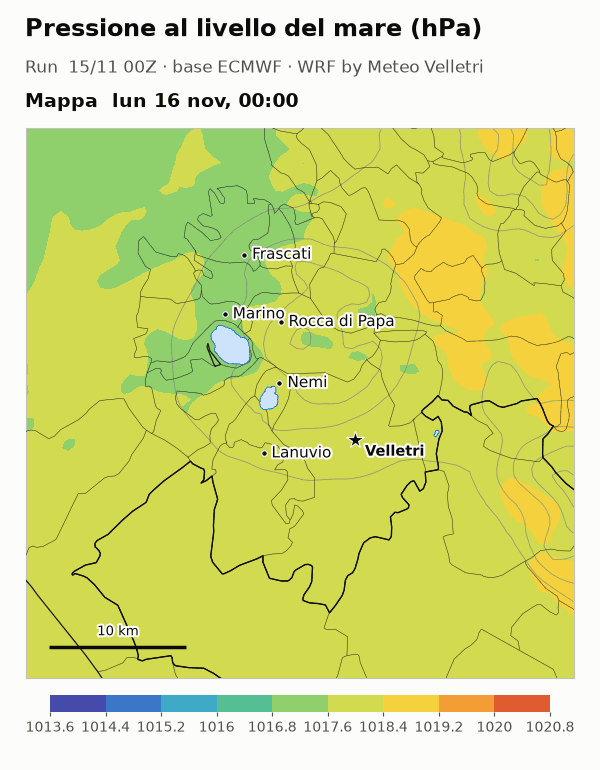 Pressione al livello del mare (hPa)
Run  15/11 00Z · base ECMWF · WRF by Meteo Velletri
Mappa  lun 16 nov, 00:00
Frascati
Marino
Rocca di Papa
Nemi
Velletri
Lanuvio
10 km
1013.6 1014.4 1015.2 1016 1016.8 1017.6 1018.4 1019.2 1020 1020.8